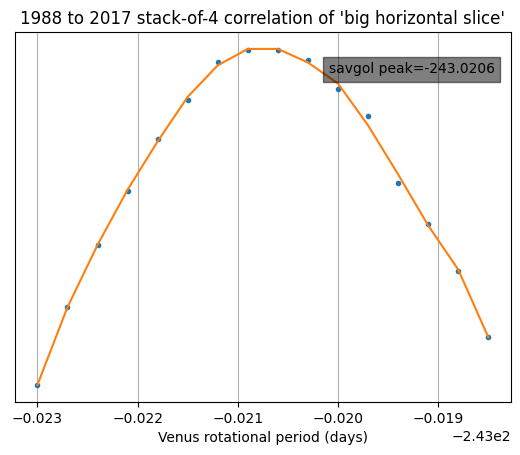 1988 to 2017 stack-of-4 correlation of 'big horizontal slice'
savgol peak=-243.0206
−0.023 −0.022 −0.021 −0.020 −0.019
Venus rotational period (days) −2.43e2